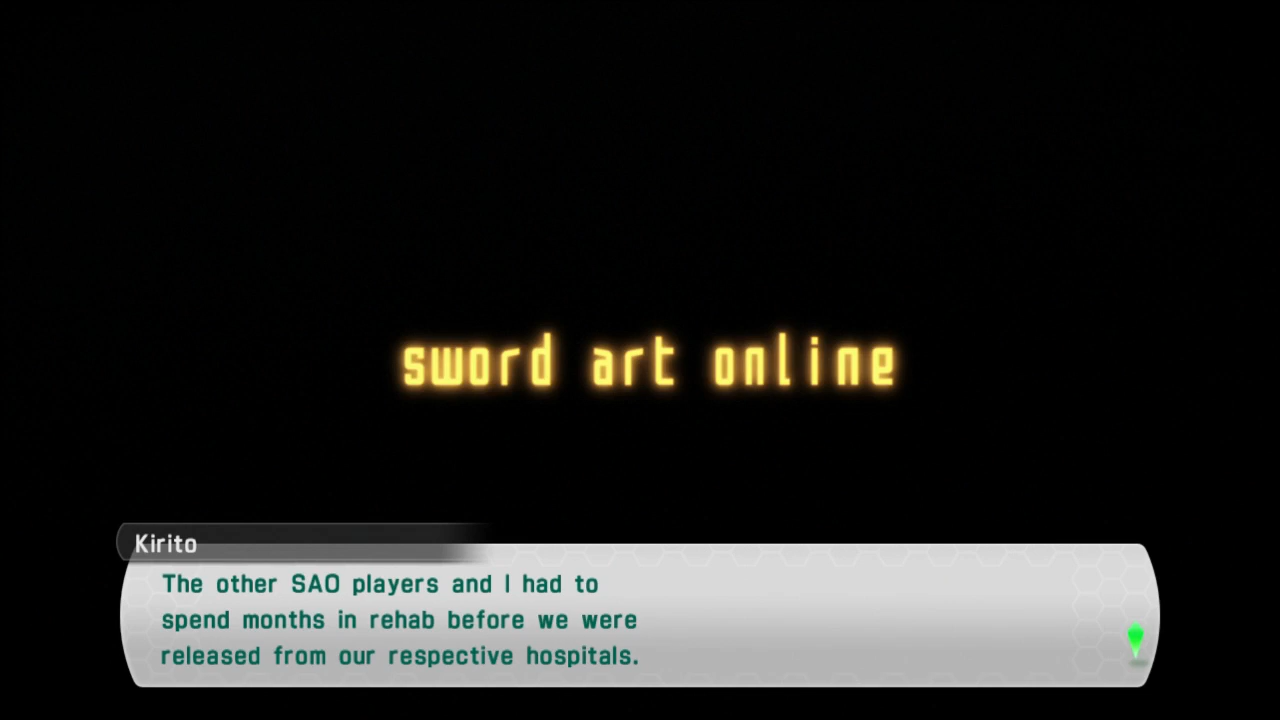 sword art online
Kirito
The other SAO players and I had to
spend months in rehab before we were
released from our respective hospitals.